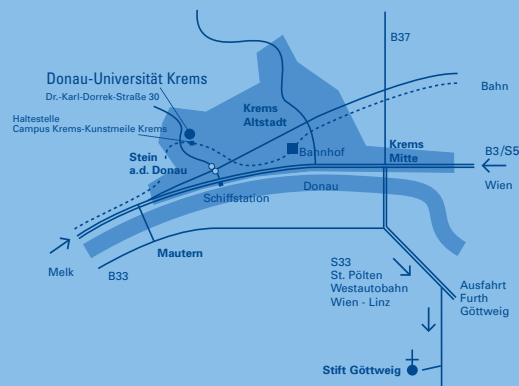 B37
Donau-Universität Krems
Dr.-Karl-Dorrek-Straße 30
Bahn
Krems
Altstadt
Haltestelle
Campus Krems-Kunstmeile Krems
Bahnhof
Krems
Mitte
B3/S5
Stein
a.d. Donau
Wien
Donau
Schiffstation
Mautern
Melk
B33
S33
St. Pölten
Westautobahn
Wien - Linz
Ausfahrt
Furth
Göttweig
Stift Göttweig